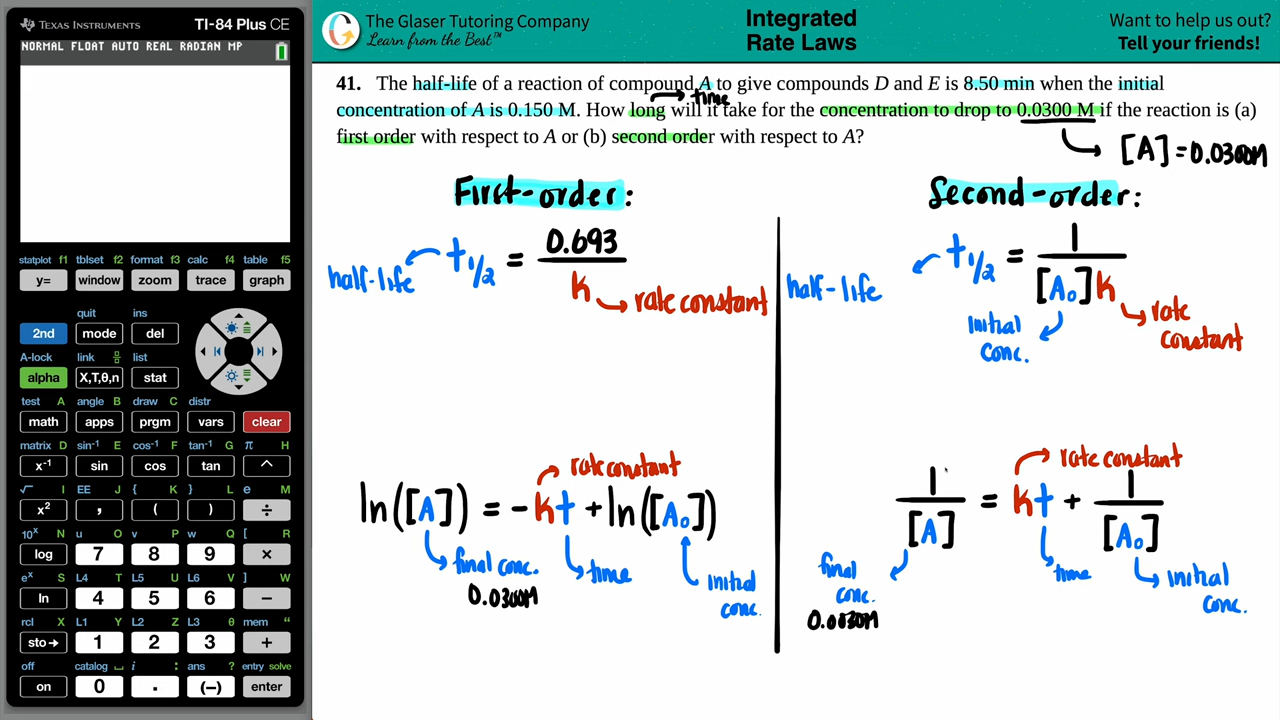 TEXAS INSTRUMENTS TI-84 Plus CE
NORMAL FLOAT AUTO REAL RADIAN MP
statplot f1 tblset f2 format f3 calc f4 table f5
y= window zoom trace graph
quit ins
2nd mode del
A-lock link list
alpha X,T,θ,n stat
test A angle B draw C distr
math apps prgm vars clear
matrix D sin⁻¹ E cos⁻¹ F tan⁻¹ G π H
x⁻¹ sin cos tan ^
√ I EE J { K } L e M
x² , ( ) ÷
10ˣ N u O v P w Q [ R
log 7 8 9 ×
eˣ S L4 T L5 U L6 V ] W
ln 4 5 6 −
rcl X L1 Y L2 Z L3 θ mem "
sto→ 1 2 3 +
off catalog i : ans ? entry solve
on 0 . (−) enter
The Glaser Tutoring Company
Learn from the Best™
Integrated
Rate Laws
Want to help us out?
Tell your friends!
41. The half-life of a reaction of compound A to give compounds D and E is 8.50 min when the initial
concentration of A is 0.150 M. How long will it take for the concentration to drop to 0.0300 M if the reaction is (a)
first order with respect to A or (b) second order with respect to A?
time
[A]=0.0300M
First-order:
t1/2 = 0.693 / k
half-life
rate constant
ln([A]) = -kt + ln([A₀])
rate constant
final conc.
0.0300M
time
initial
conc.
Second-order:
t1/2 = 1 / [A₀]k
half-life
initial
conc.
rate
constant
1/[A] = kt + 1/[A₀]
rate constant
final
conc.
0.0030M
time
initial
conc.